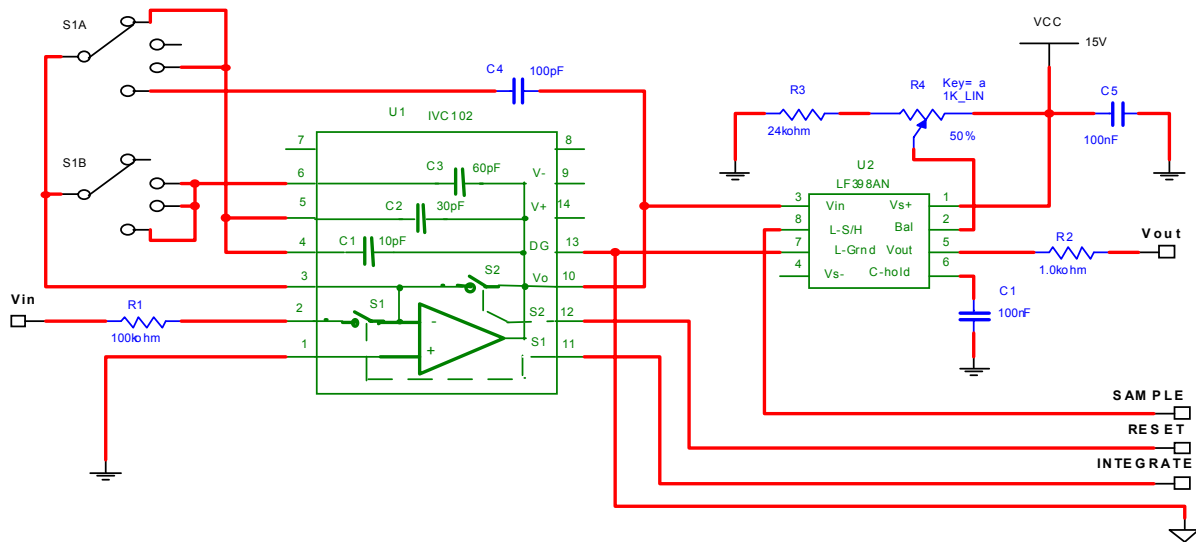 S1A
VCC
15V
C4
100pF
R3
24kohm
R4
Key= a
1K_LIN
50%
C5
100nF
U1
IVC102
7
8
S1B
6
C3
60pF
V-
9
5
C2
30pF
V+
14
4
C1
10pF
DG
13
3
S2
Vo
10
Vin
R1
100kohm
2
S1
-
S2
12
1
+
S1
11
U2
LF398AN
3
Vin
Vs+
1
8
L-S/H
Bal
2
7
L-Grnd
Vout
5
4
Vs-
C-hold
6
R2
1.0kohm
Vout
C1
100nF
SAMPLE
RESET
INTEGRATE